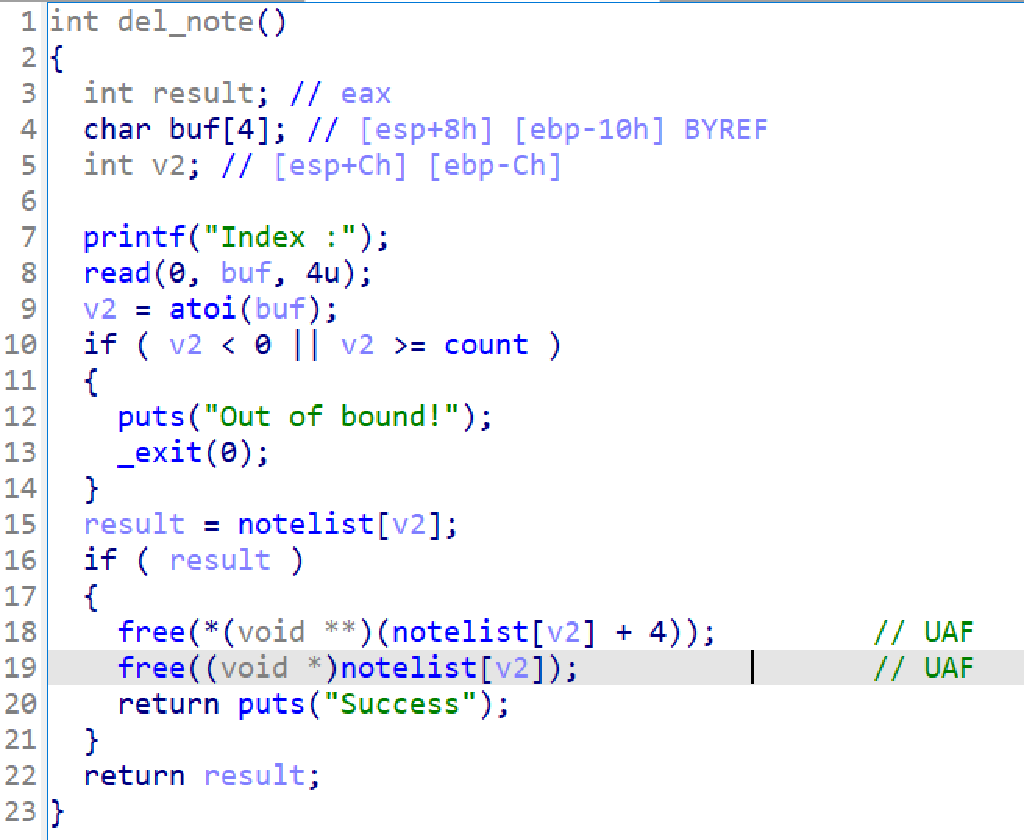 1 int del_note()
2 {
3   int result; // eax
4   char buf[4]; // [esp+8h] [ebp-10h] BYREF
5   int v2; // [esp+Ch] [ebp-Ch]
6
7   printf("Index :");
8   read(0, buf, 4u);
9   v2 = atoi(buf);
10   if ( v2 < 0 || v2 >= count )
11   {
12     puts("Out of bound!");
13     _exit(0);
14   }
15   result = notelist[v2];
16   if ( result )
17   {
18     free(*(void **)(notelist[v2] + 4));         // UAF
19     free((void *)notelist[v2]);                 // UAF
20     return puts("Success");
21   }
22   return result;
23 }